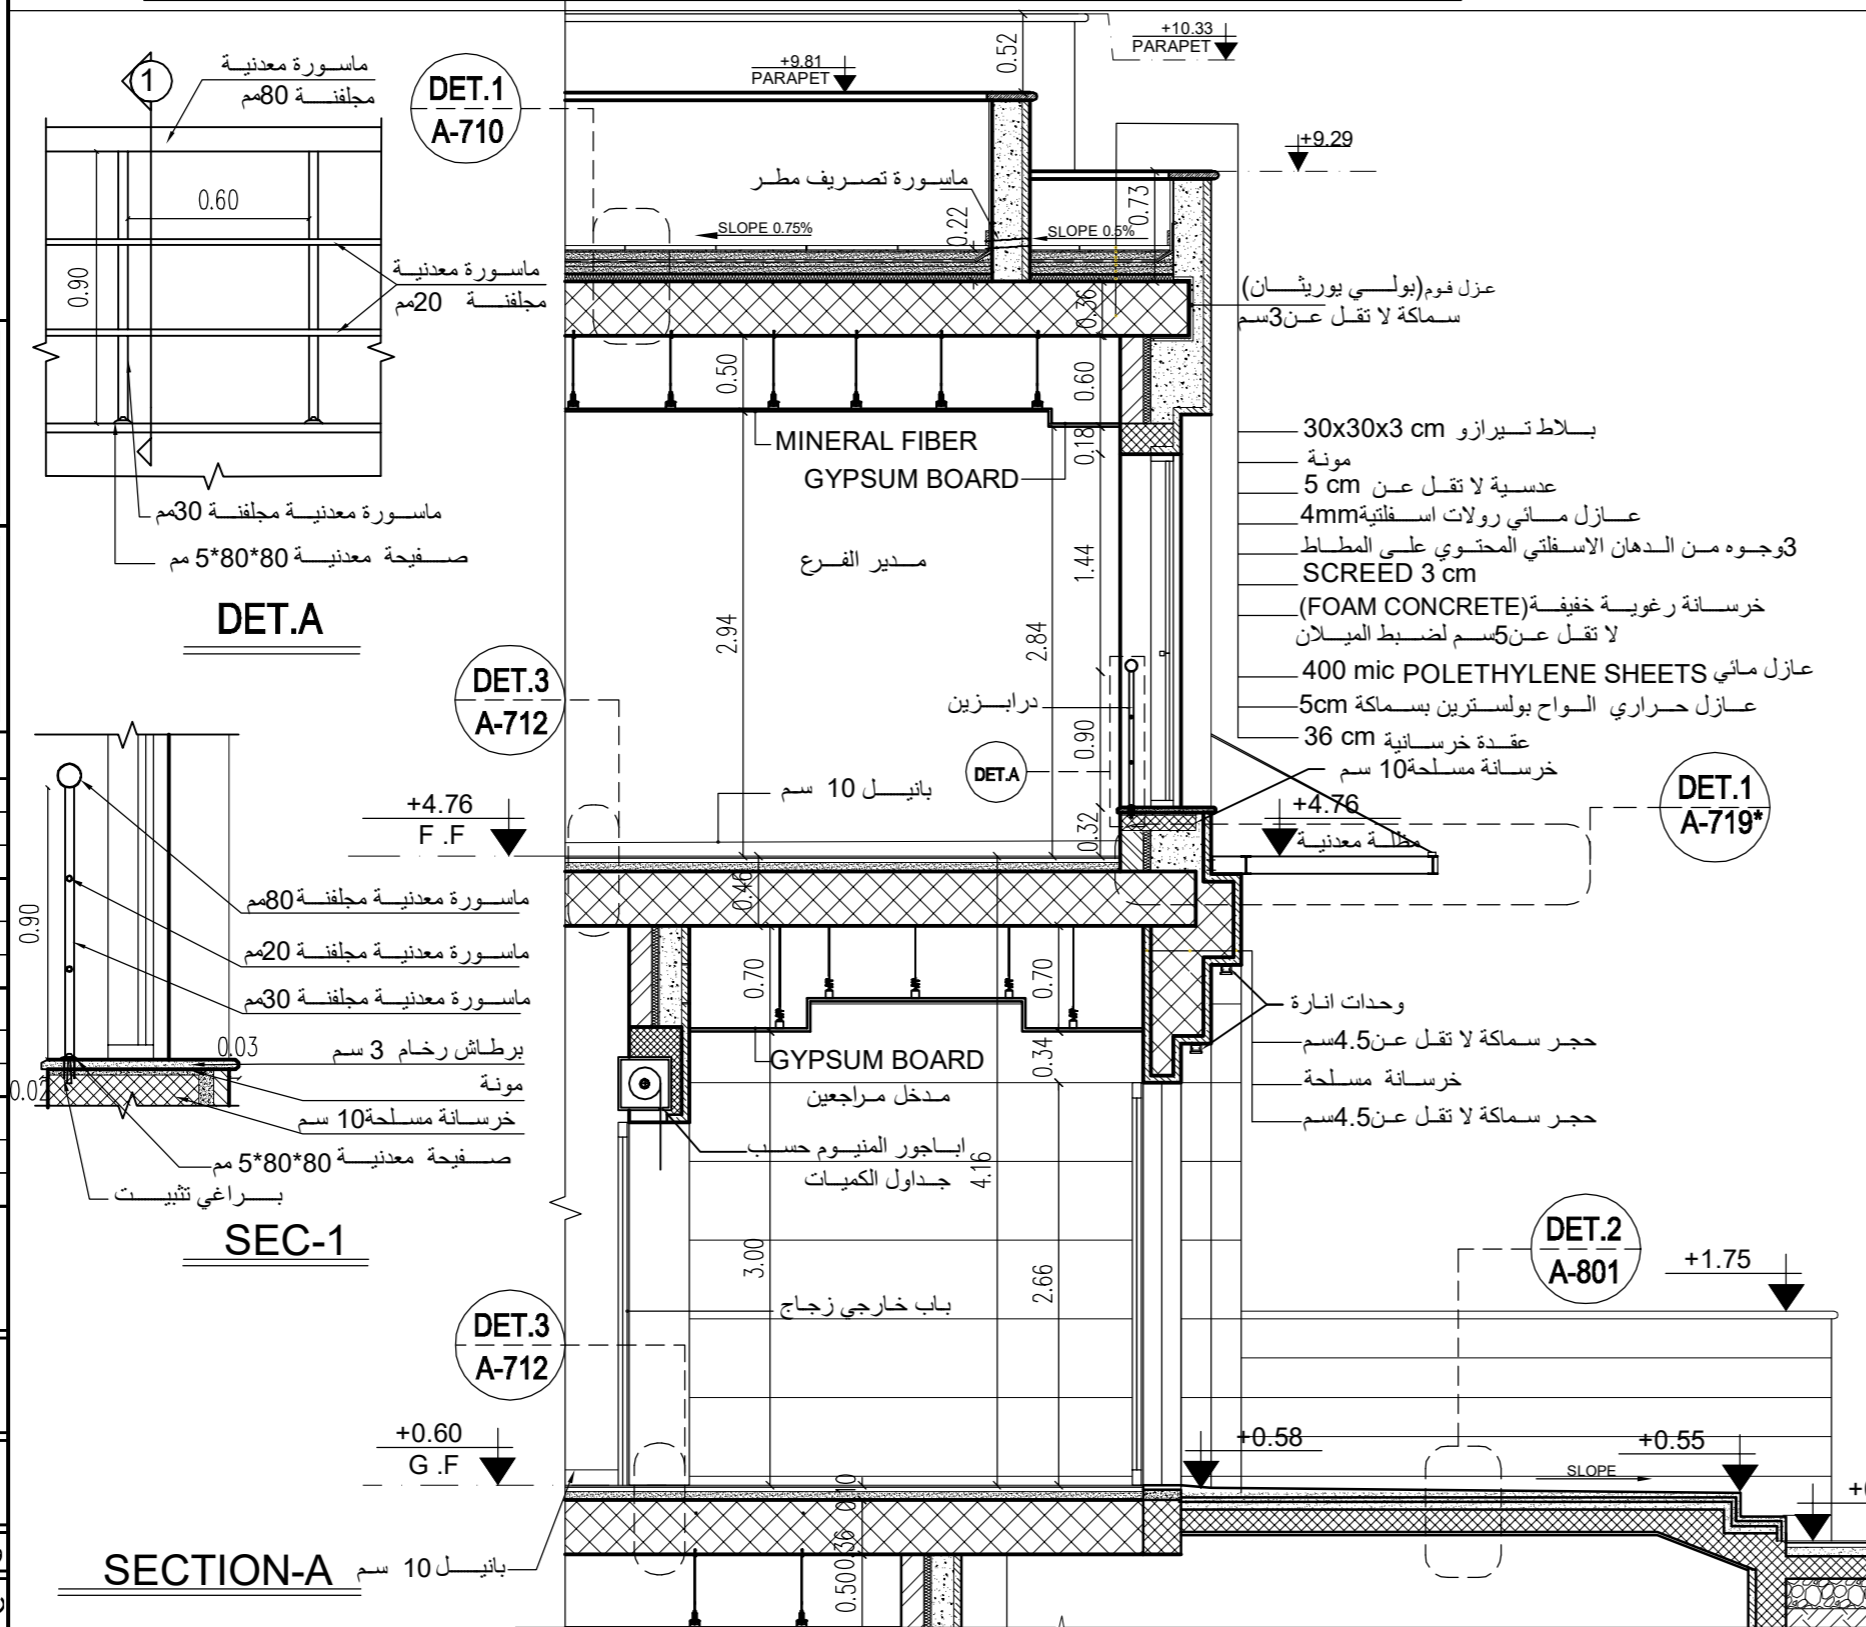 1
ماسورة معدنية
مجلفنة 80مم
0.60
0.90
ماسورة معدنية
مجلفنة 20مم
ماسورة معدنية مجلفنة 30مم
صفيحة معدنية 80*80*5 مم
DET.A
DET.1
A-710
+9.81
PARAPET
0.52
+10.33
PARAPET
+9.29
ماسورة تصريف مطر
0.22
0.73
SLOPE 0.75%
SLOPE 0.5%
عزل فوم(بولي يوريثان)
سماكة لا تقل عن3سم
0.36
0.50
0.60
0.18
MINERAL FIBER
GYPSUM BOARD
مدير الفرع
1.44
2.94
2.84
30x30x3 cm بلاط تيرازو
مونة
عدسية لا تقل عن 5 cm
عازل مائي رولات اسفلتية4mm
3وجوه من الدهان الاسفلتي المحتوي على المطاط
SCREED 3 cm
خرسانة رغوية خفيفة(FOAM CONCRETE)
لا تقل عن5سم لضبط الميلان
400 mic POLETHYLENE SHEETS عازل مائي
عازل حراري الواح بولسترين بسماكة 5cm
36 cm عقدة خرسانية
خرسانة مسلحة10 سم
DET.3
A-712
درابزين
0.90
DET.A
بانيل 10 سم
0.32
+4.76
F .F
+4.76
مظلة معدنية
DET.1
A-719*
0.46
0.90
ماسورة معدنية مجلفنة 80مم
ماسورة معدنية مجلفنة 20مم
ماسورة معدنية مجلفنة 30مم
0.03
برطاش رخام 3 سم
0.02
مونة
خرسانة مسلحة10 سم
صفيحة معدنية 80*80*5 مم
براغي تثبيت
SEC-1
0.70
0.70
GYPSUM BOARD
0.34
مدخل مراجعين
اباجور المنيوم حسب
جداول الكميات
4.16
3.00
2.66
باب خارجي زجاج
وحدات انارة
حجر سماكة لا تقل عن4.5سم
خرسانة مسلحة
حجر سماكة لا تقل عن4.5سم
DET.2
A-801
+1.75
DET.3
A-712
+0.60
G .F
+0.58
+0.55
SLOPE
0.10
0.36
0.50
بانيل 10 سم
SECTION-A